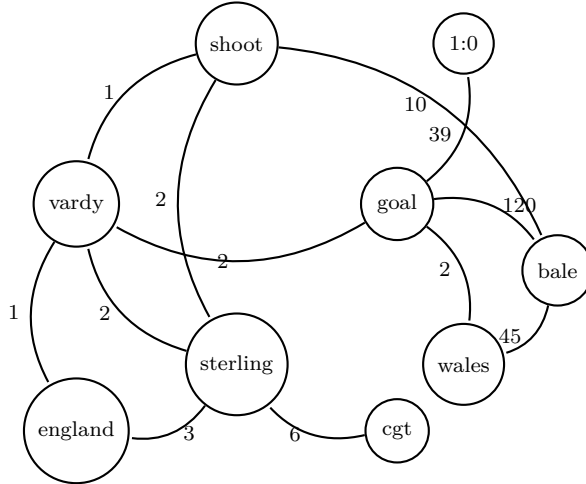 shoot
1:0
1
10
39
2
vardy
goal
120
2
2
bale
1
2
45
sterling
wales
england
3
6
cgt